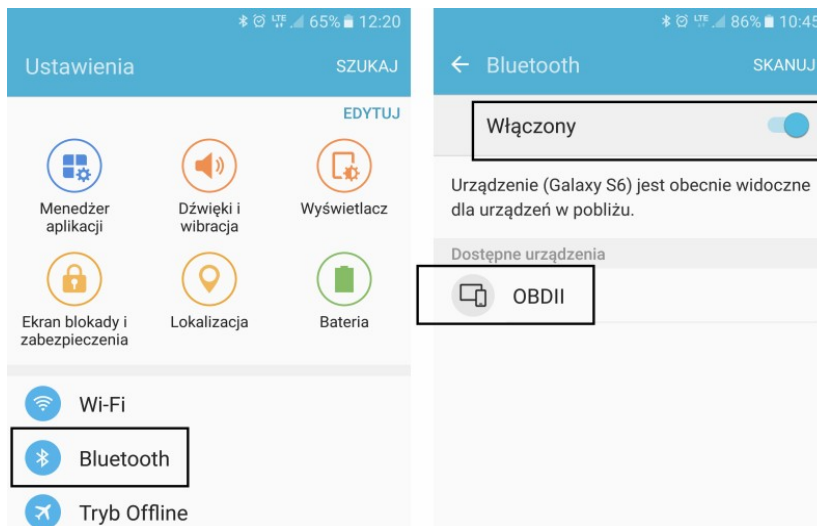 LTE 65% 12:20
Ustawienia
SZUKAJ
EDYTUJ
Menedżer
aplikacji
Dźwięki i
wibracja
Wyświetlacz
Ekran blokady i
zabezpieczenia
Lokalizacja
Bateria
Wi-Fi
Bluetooth
Tryb Offline
LTE 86% 10:45
Bluetooth
SKANUJ
Włączony
Urządzenie (Galaxy S6) jest obecnie widoczne
dla urządzeń w pobliżu.
Dostępne urządzenia
OBDII